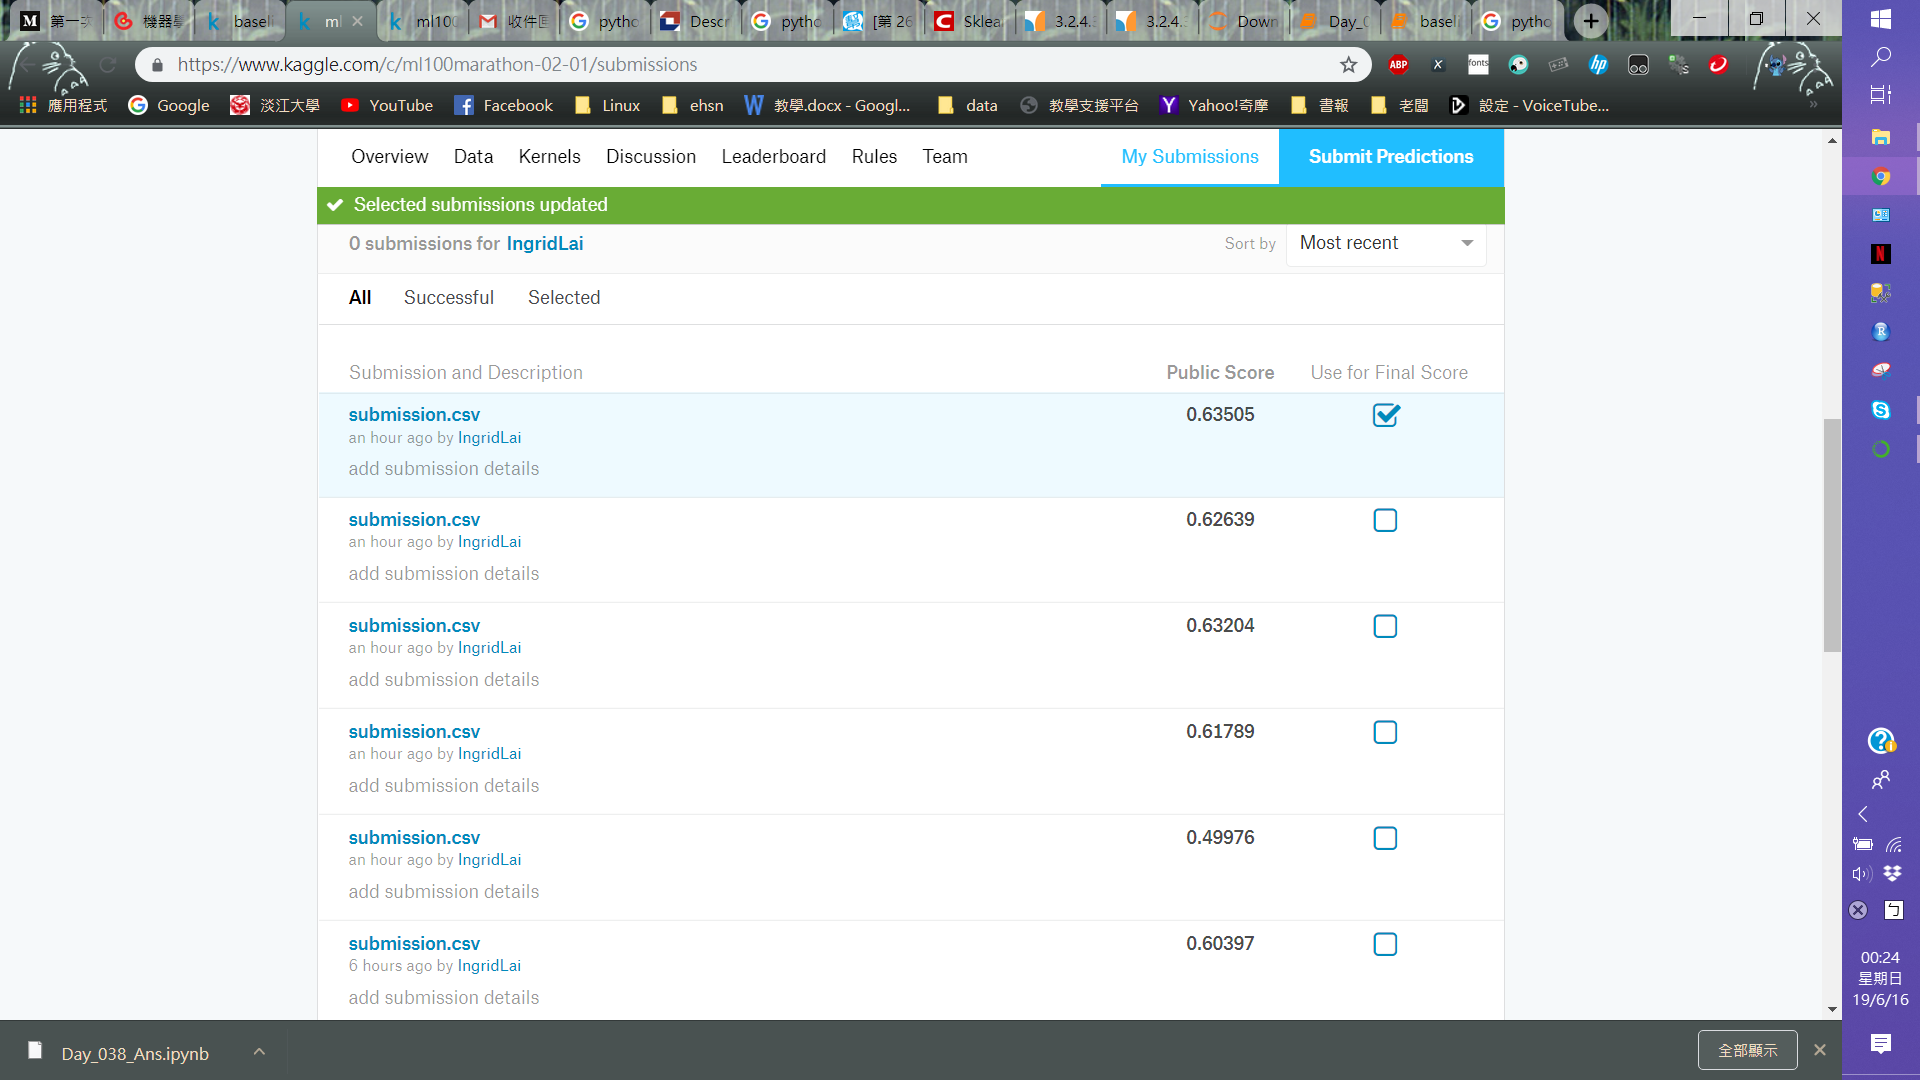 第一次
機器學
baseli
ml
ml100
收件匣
pytho
Descr
pytho
[第 26
Sklea
3.2.4.3
3.2.4.3
Down
Day_0
baseli
pytho
https://www.kaggle.com/c/ml100marathon-02-01/submissions
ABP
X
fonts
hp
應用程式
Google
淡江大學
YouTube
Facebook
Linux
ehsn
教學.docx - Googl...
data
教學支援平台
Yahoo!奇摩
書報
老闆
設定 - VoiceTube...
»
Overview Data Kernels Discussion Leaderboard Rules Team My Submissions Submit Predictions
Selected submissions updated
0 submissions for IngridLai Sort by Most recent
All Successful Selected
Submission and Description Public Score Use for Final Score
submission.csv 0.63505
an hour ago by IngridLai
add submission details
submission.csv 0.62639
an hour ago by IngridLai
add submission details
submission.csv 0.63204
an hour ago by IngridLai
add submission details
submission.csv 0.61789
an hour ago by IngridLai
add submission details
submission.csv 0.49976
an hour ago by IngridLai
add submission details
submission.csv 0.60397
6 hours ago by IngridLai
add submission details
ㄅ
00:24
星期日
19/6/16
Day_038_Ans.ipynb
全部顯示